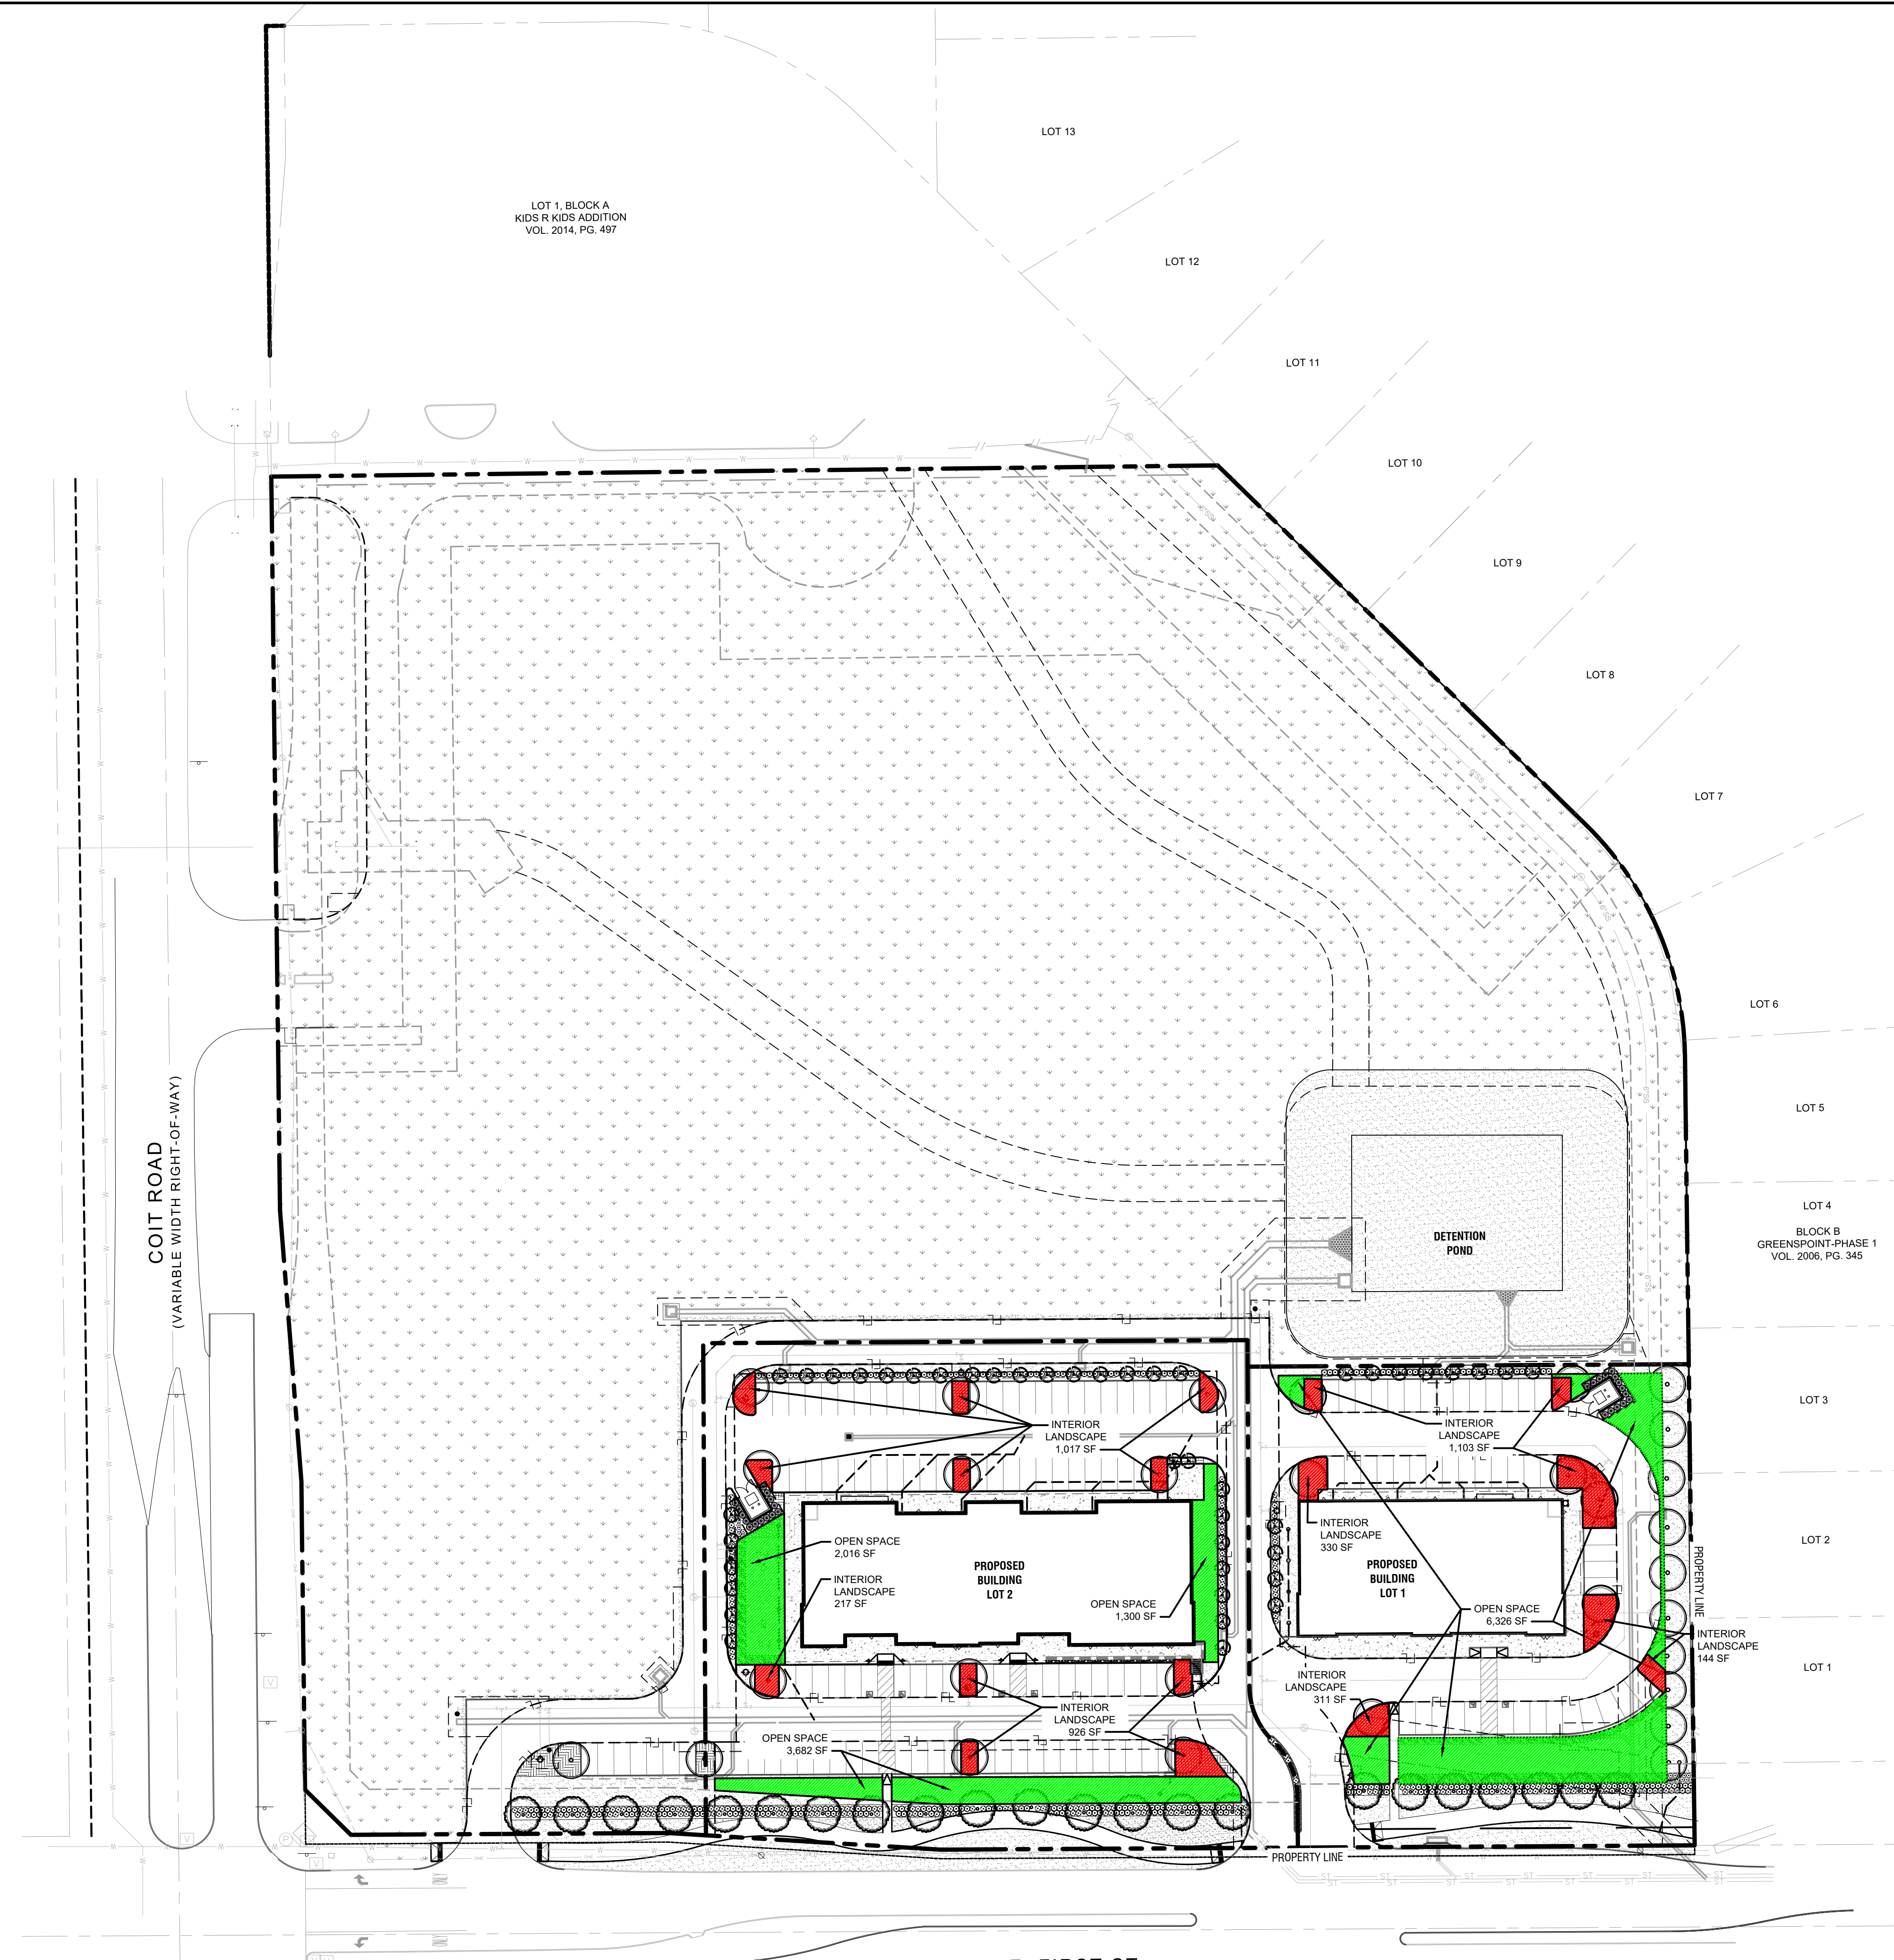 LOT 13
LOT 1, BLOCK A
KIDS R KIDS ADDITION
VOL. 2014, PG. 497
LOT 12
LOT 11
LOT 10
LOT 9
LOT 8
LOT 7
LOT 6
LOT 5
LOT 4
BLOCK B
GREENSPOINT-PHASE 1
VOL. 2006, PG. 345
LOT 3
LOT 2
LOT 1
COIT ROAD
(VARIABLE WIDTH RIGHT-OF-WAY)
DETENTION
POND
INTERIOR
LANDSCAPE
1,017 SF
INTERIOR
LANDSCAPE
1,103 SF
OPEN SPACE
2,016 SF
INTERIOR
LANDSCAPE
217 SF
PROPOSED
BUILDING
LOT 2
OPEN SPACE
1,300 SF
INTERIOR
LANDSCAPE
330 SF
PROPOSED
BUILDING
LOT 1
OPEN SPACE
6,326 SF
PROPERTY LINE
INTERIOR
LANDSCAPE
144 SF
INTERIOR
LANDSCAPE
311 SF
INTERIOR
LANDSCAPE
926 SF
OPEN SPACE
3,682 SF
PROPERTY LINE